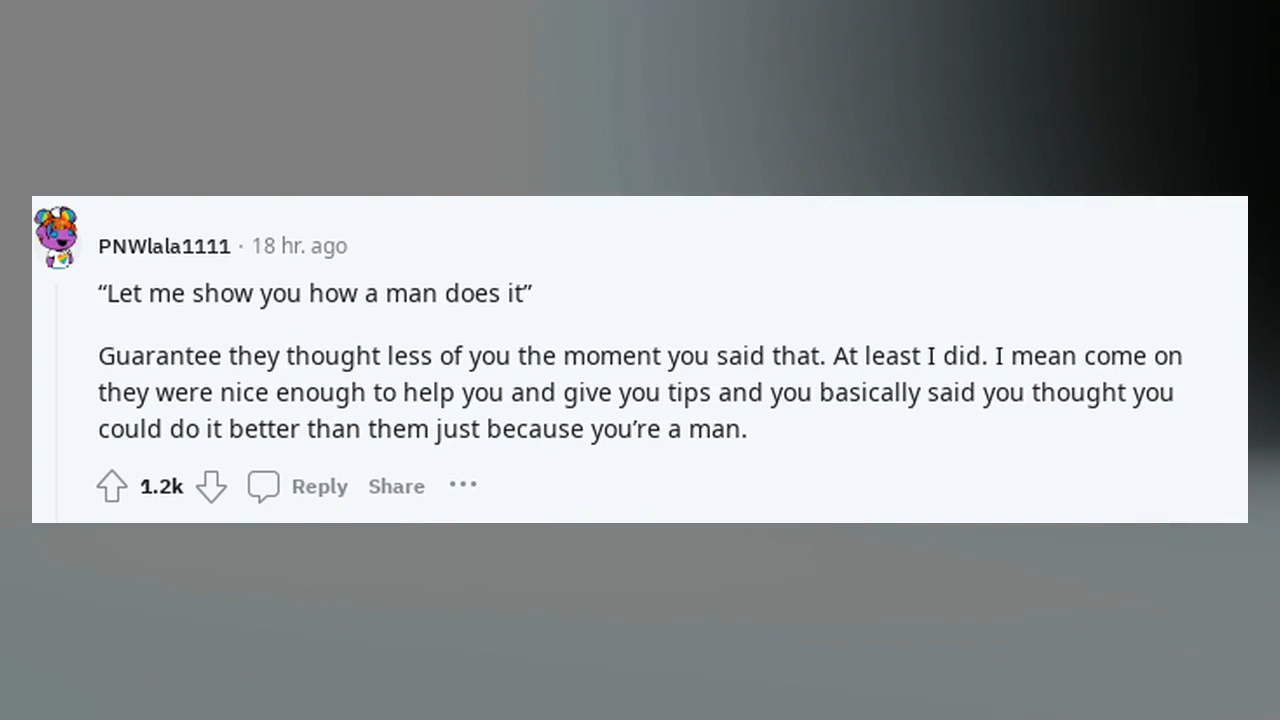 PNWlala1111 · 18 hr. ago
“Let me show you how a man does it”
Guarantee they thought less of you the moment you said that. At least I did. I mean come on
they were nice enough to help you and give you tips and you basically said you thought you
could do it better than them just because you’re a man.
1.2k Reply Share ···